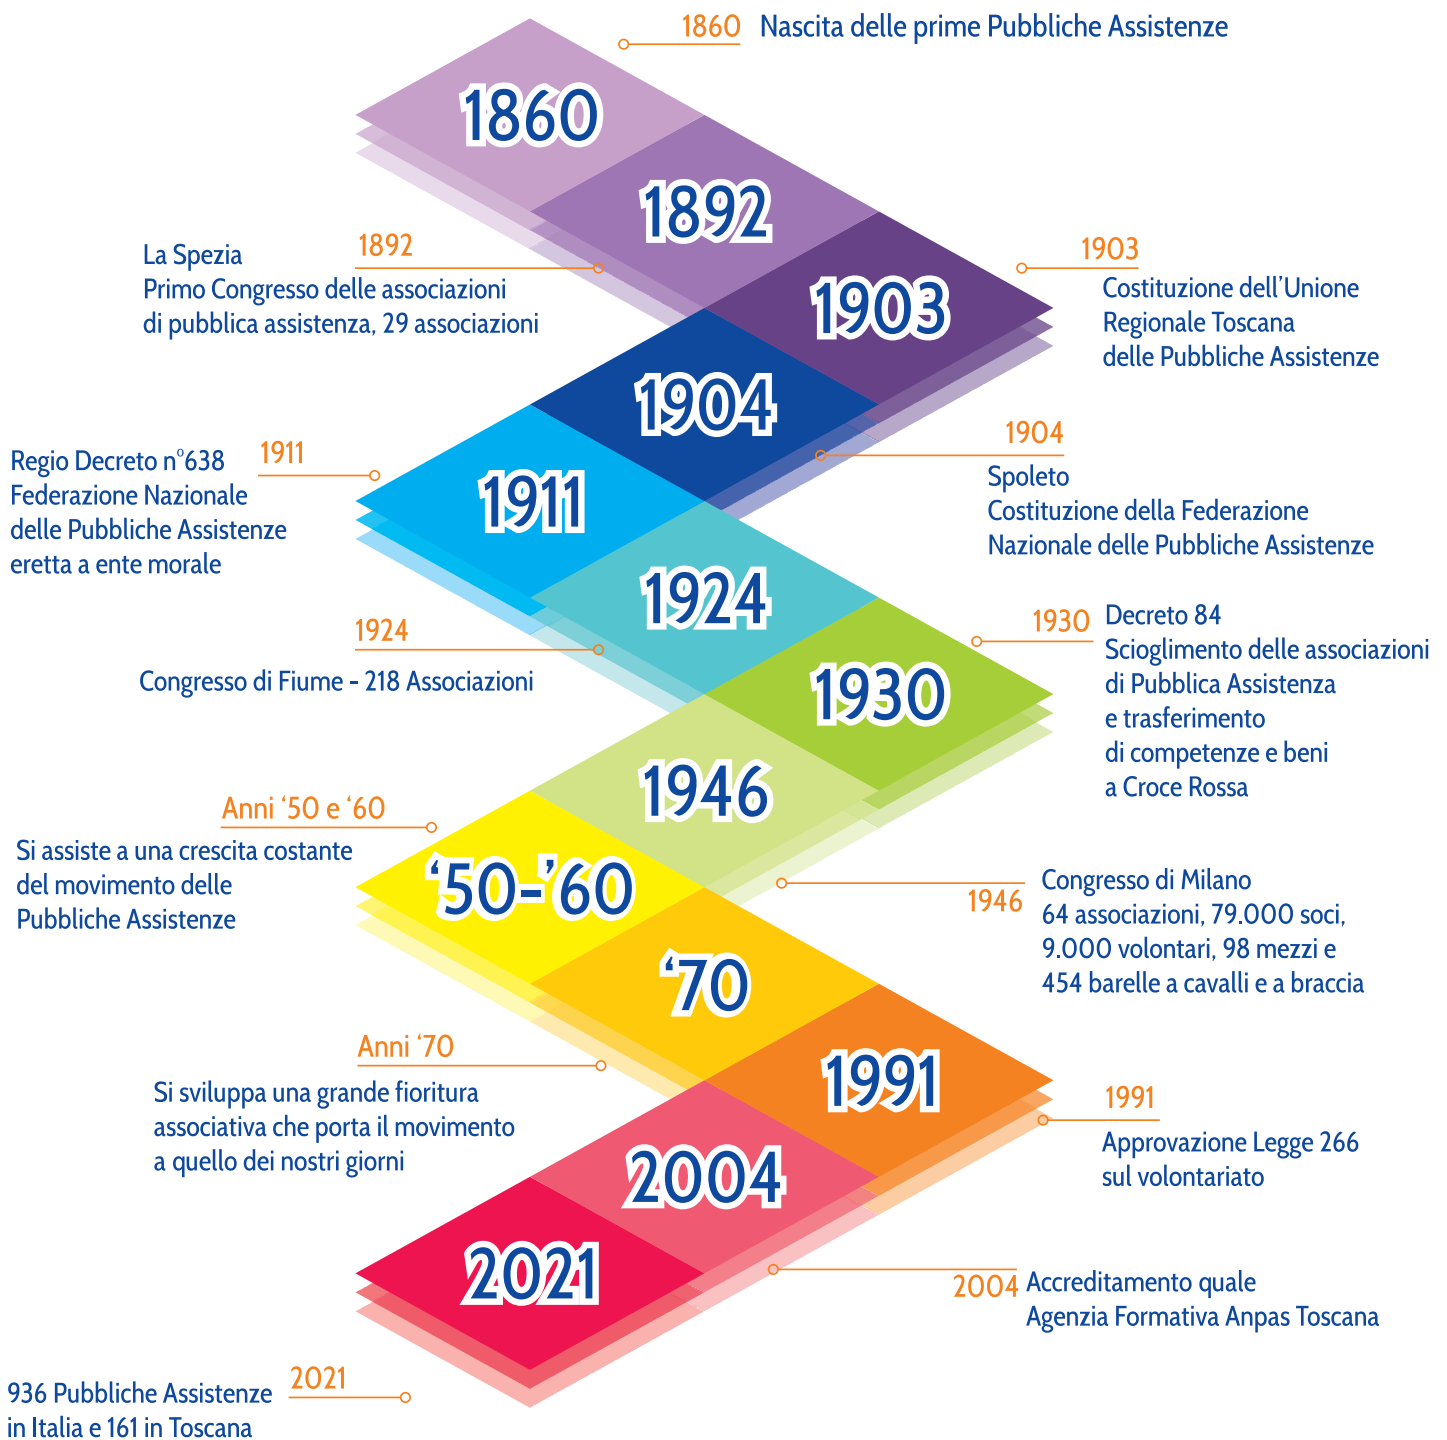 1860 Nascita delle prime Pubbliche Assistenze
1860
1892
1892
La Spezia
Primo Congresso delle associazioni
di pubblica assistenza, 29 associazioni
1903
1903
Costituzione dell’Unione
Regionale Toscana
delle Pubbliche Assistenze
1904
1904
Spoleto
Costituzione della Federazione
Nazionale delle Pubbliche Assistenze
1911
1911
Regio Decreto n°638
Federazione Nazionale
delle Pubbliche Assistenze
eretta a ente morale
1924
1924
Congresso di Fiume - 218 Associazioni
1930
1930
Decreto 84
Scioglimento delle associazioni
di Pubblica Assistenza
e trasferimento
di competenze e beni
a Croce Rossa
1946
1946
Congresso di Milano
64 associazioni, 79.000 soci,
9.000 volontari, 98 mezzi e
454 barelle a cavalli e a braccia
Anni ‘50 e ‘60
‘50-’60
Si assiste a una crescita costante
del movimento delle
Pubbliche Assistenze
‘70
Anni ‘70
Si sviluppa una grande fioritura
associativa che porta il movimento
a quello dei nostri giorni
1991
1991
Approvazione Legge 266
sul volontariato
2004
2004
Accreditamento quale
Agenzia Formativa Anpas Toscana
2021
2021
936 Pubbliche Assistenze
in Italia e 161 in Toscana